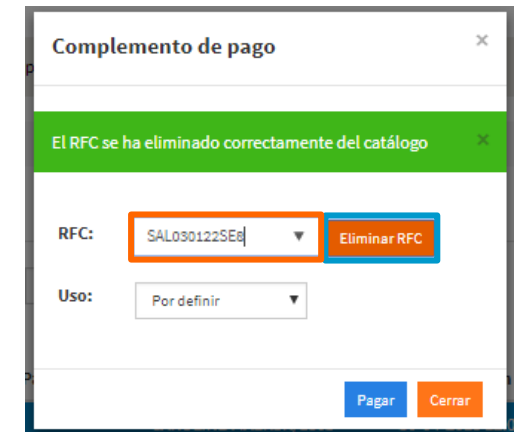 Complemento de pago ×
El RFC se ha eliminado correctamente del catálogo ×
RFC: SAL030122SE8 ▼ Eliminar RFC
Uso: Por definir ▼
Pagar Cerrar